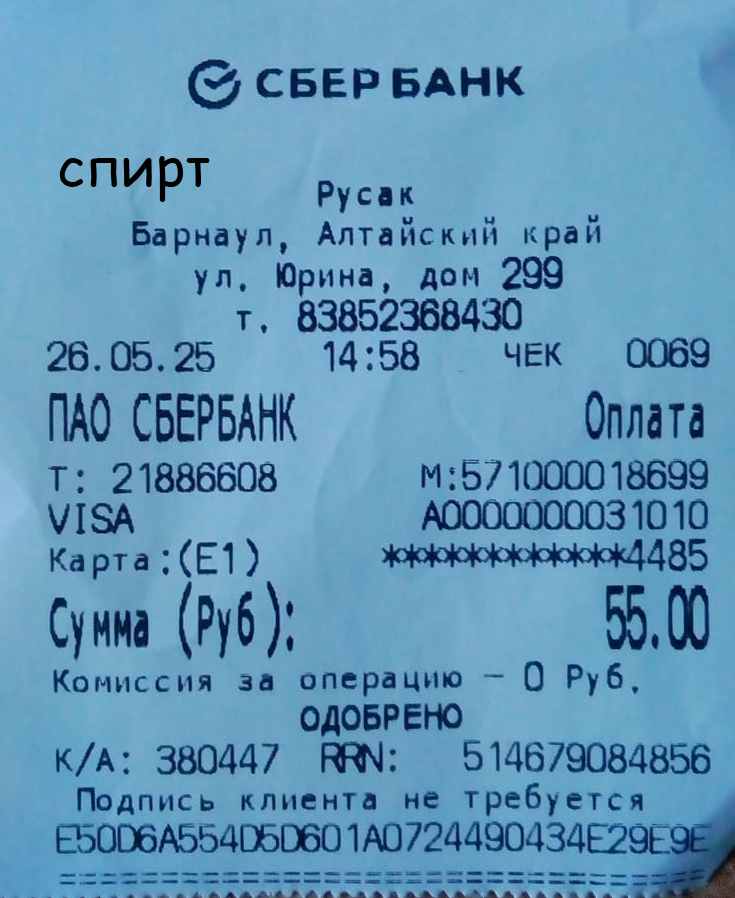 СБЕР БАНК
спирт
Русак
Барнаул, Алтайский край
ул. Юрина, дом 299
т. 83852368430
26.05.25 14:58 ЧЕК 0069
ПАО СБЕРБАНК Оплата
Т: 21886608 М:571000018699
VISA A0000000031010
Карта:(E1) ************4485
Сумма (Руб): 55.00
Комиссия за операцию – 0 Руб.
ОДОБРЕНО
К/А: 380447 RRN: 514679084856
Подпись клиента не требуется
E50D6A554D5D601A0724490434E29E9E
==================================